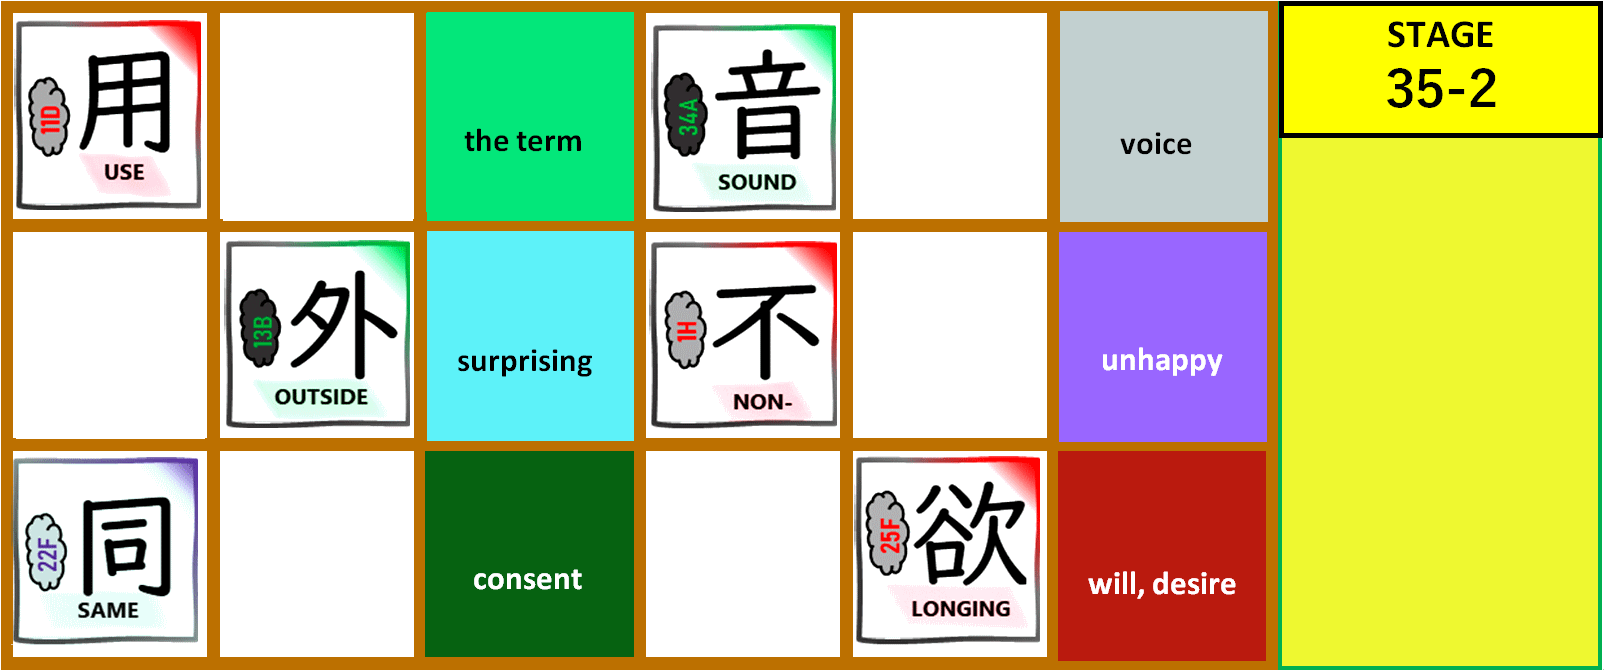 用
11D
USE
the term
音
34A
SOUND
voice
STAGE
35-2
外
13B
OUTSIDE
surprising
不
1H
NON-
unhappy
同
22F
SAME
consent
欲
25F
LONGING
will, desire